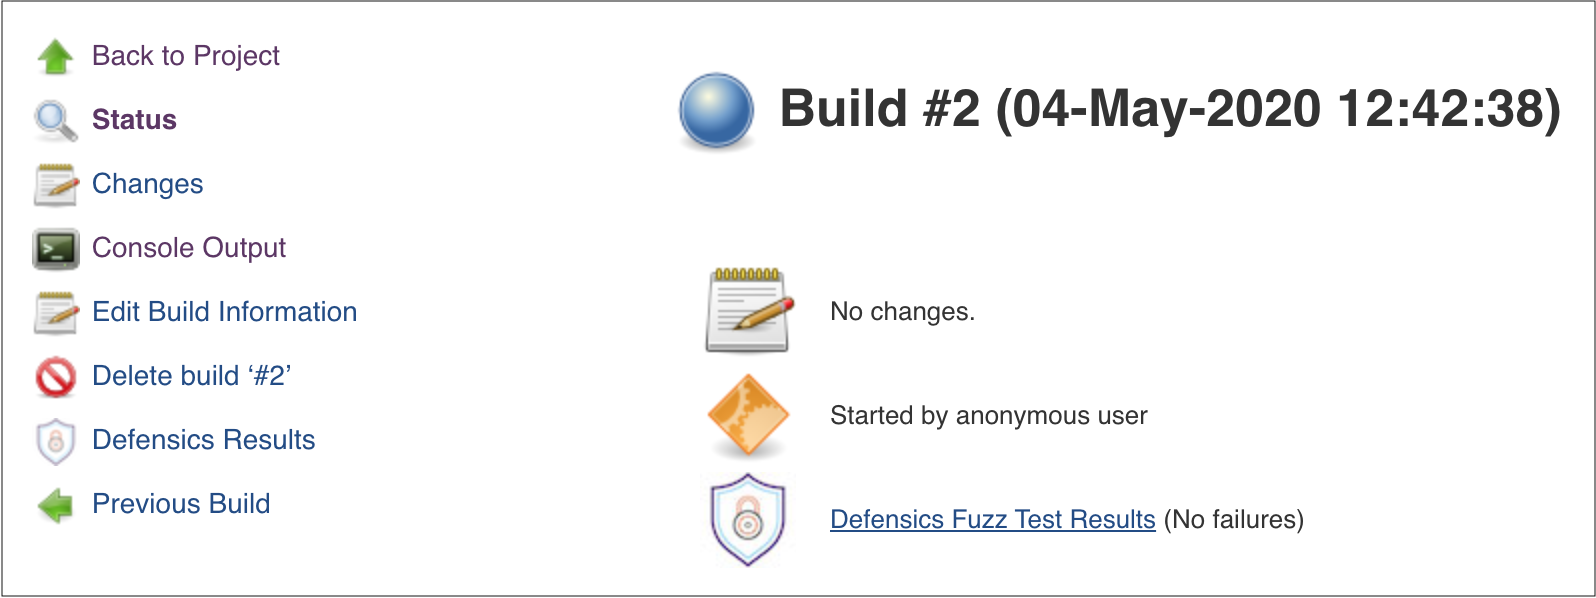 Back to Project
Status
Changes
Console Output
Edit Build Information
Delete build ‘#2’
Defensics Results
Previous Build
Build #2 (04-May-2020 12:42:38)
No changes.
Started by anonymous user
Defensics Fuzz Test Results (No failures)